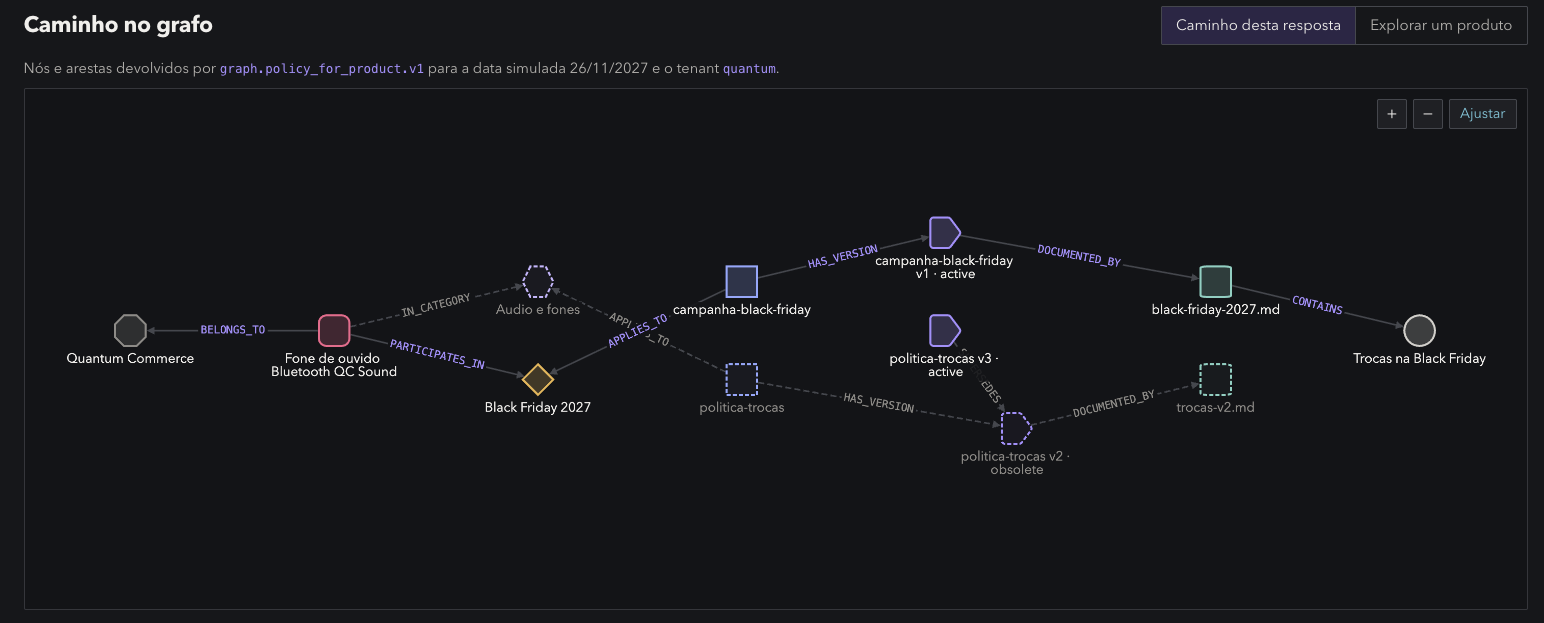 Caminho no grafo
Caminho desta resposta
Explorar um produto
Nós e arestas devolvidos por graph.policy_for_product.v1 para a data simulada 26/11/2027 e o tenant quantum.
+
−
Ajustar
HAS_VERSION
campanha-black-friday
v1 · active
DOCUMENTED_BY
IN_CATEGORY
Audio e fones
campanha-black-friday
black-friday-2027.md
CONTAINS
BELONGS_TO
APPLIES_TO
Quantum Commerce
Fone de ouvido
Bluetooth QC Sound
PARTICIPATES_IN
politica-trocas v3 ·
active
Trocas na Black Friday
Black Friday 2027
politica-trocas
HAS_VERSION
DOCUMENTED_BY
trocas-v2.md
politica-trocas v2 ·
obsolete